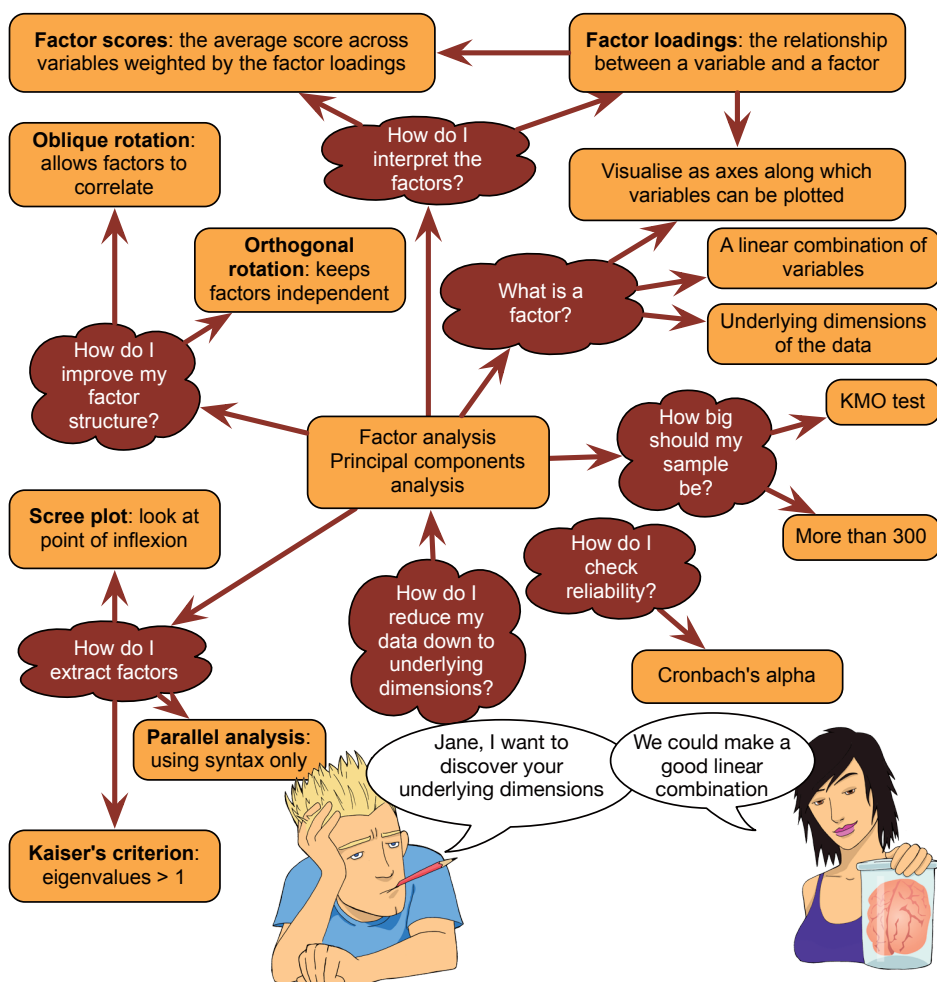 Factor scores: the average score across
variables weighted by the factor loadings
Factor loadings: the relationship
between a variable and a factor
How do I
interpret the
factors?
Oblique rotation:
allows factors to
correlate
Visualise as axes along which
variables can be plotted
Orthogonal
rotation: keeps
factors independent
A linear combination of
variables
What is a
factor?
Underlying dimensions
of the data
How do I
improve my
factor
structure?
KMO test
How big
should my
sample
be?
Factor analysis
Principal components
analysis
More than 300
Scree plot: look at
point of inflexion
How do I
check
reliability?
How do I
reduce my
data down to
underlying
dimensions?
How do I
extract factors
Cronbach's alpha
Parallel analysis:
using syntax only
Jane, I want to
discover your
underlying dimensions
We could make a
good linear
combination
Kaiser's criterion:
eigenvalues > 1